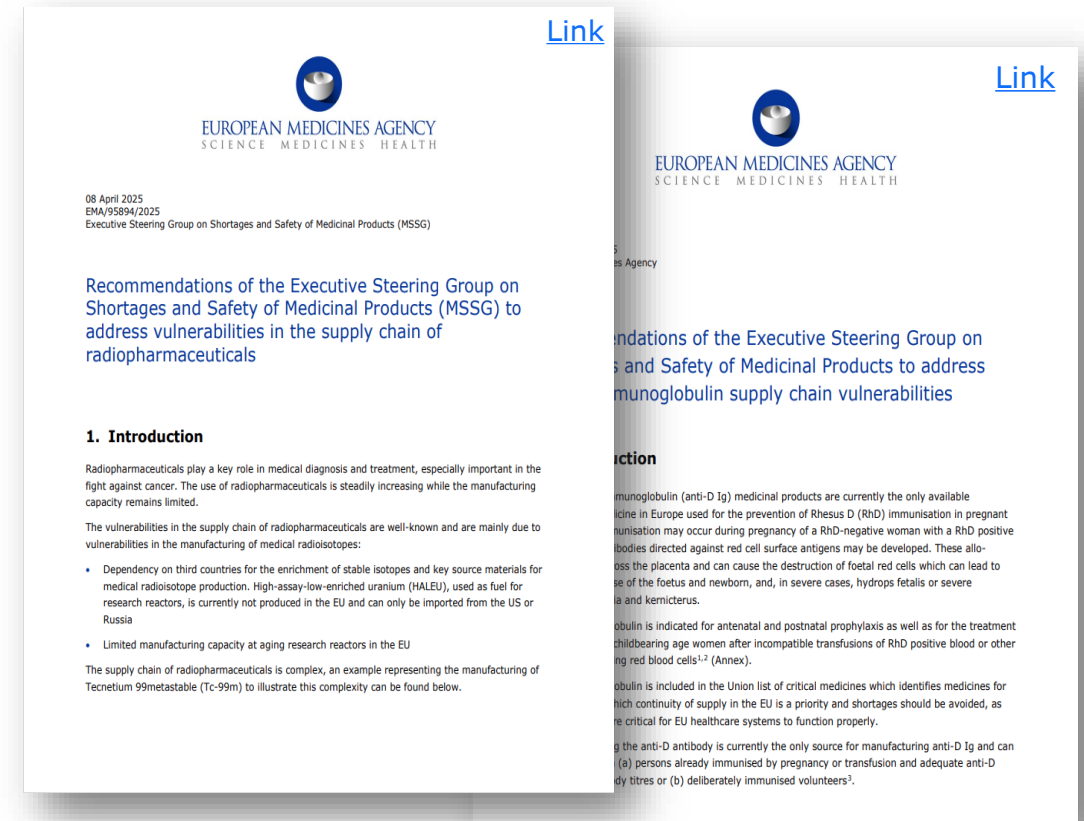 Link
EUROPEAN MEDICINES AGENCY
SCIENCE MEDICINES HEALTH
08 April 2025
EMA/95894/2025
Executive Steering Group on Shortages and Safety of Medicinal Products (MSSG)
Recommendations of the Executive Steering Group on
Shortages and Safety of Medicinal Products (MSSG) to
address vulnerabilities in the supply chain of
radiopharmaceuticals
1. Introduction
Radiopharmaceuticals play a key role in medical diagnosis and treatment, especially important in the
fight against cancer. The use of radiopharmaceuticals is steadily increasing while the manufacturing
capacity remains limited.
The vulnerabilities in the supply chain of radiopharmaceuticals are well-known and are mainly due to
vulnerabilities in the manufacturing of medical radioisotopes:
• Dependency on third countries for the enrichment of stable isotopes and key source materials for
medical radioisotope production. High-assay-low-enriched uranium (HALEU), used as fuel for
research reactors, is currently not produced in the EU and can only be imported from the US or
Russia
• Limited manufacturing capacity at aging research reactors in the EU
The supply chain of radiopharmaceuticals is complex, an example representing the manufacturing of
Tecnetium 99metastable (Tc-99m) to illustrate this complexity can be found below.
Link
EUROPEAN MEDICINES AGENCY
SCIENCE MEDICINES HEALTH
Agency
ndations of the Executive Steering Group on
and Safety of Medicinal Products to address
munoglobulin supply chain vulnerabilities
uction
munoglobulin (anti-D Ig) medicinal products are currently the only available
icine in Europe used for the prevention of Rhesus D (RhD) immunisation in pregnant
unisation may occur during pregnancy of a RhD-negative woman with a RhD positive
ibodies directed against red cell surface antigens may be developed. These allo-
oss the placenta and can cause the destruction of foetal red cells which can lead to
se of the foetus and newborn, and, in severe cases, hydrops fetalis or severe
ia and kernicterus.
obulin is indicated for antenatal and postnatal prophylaxis as well as for the treatment
childbearing age women after incompatible transfusions of RhD positive blood or other
ng red blood cells1,2 (Annex).
obulin is included in the Union list of critical medicines which identifies medicines for
hich continuity of supply in the EU is a priority and shortages should be avoided, as
re critical for EU healthcare systems to function properly.
g the anti-D antibody is currently the only source for manufacturing anti-D Ig and can
(a) persons already immunised by pregnancy or transfusion and adequate anti-D
dy titres or (b) deliberately immunised volunteers3.